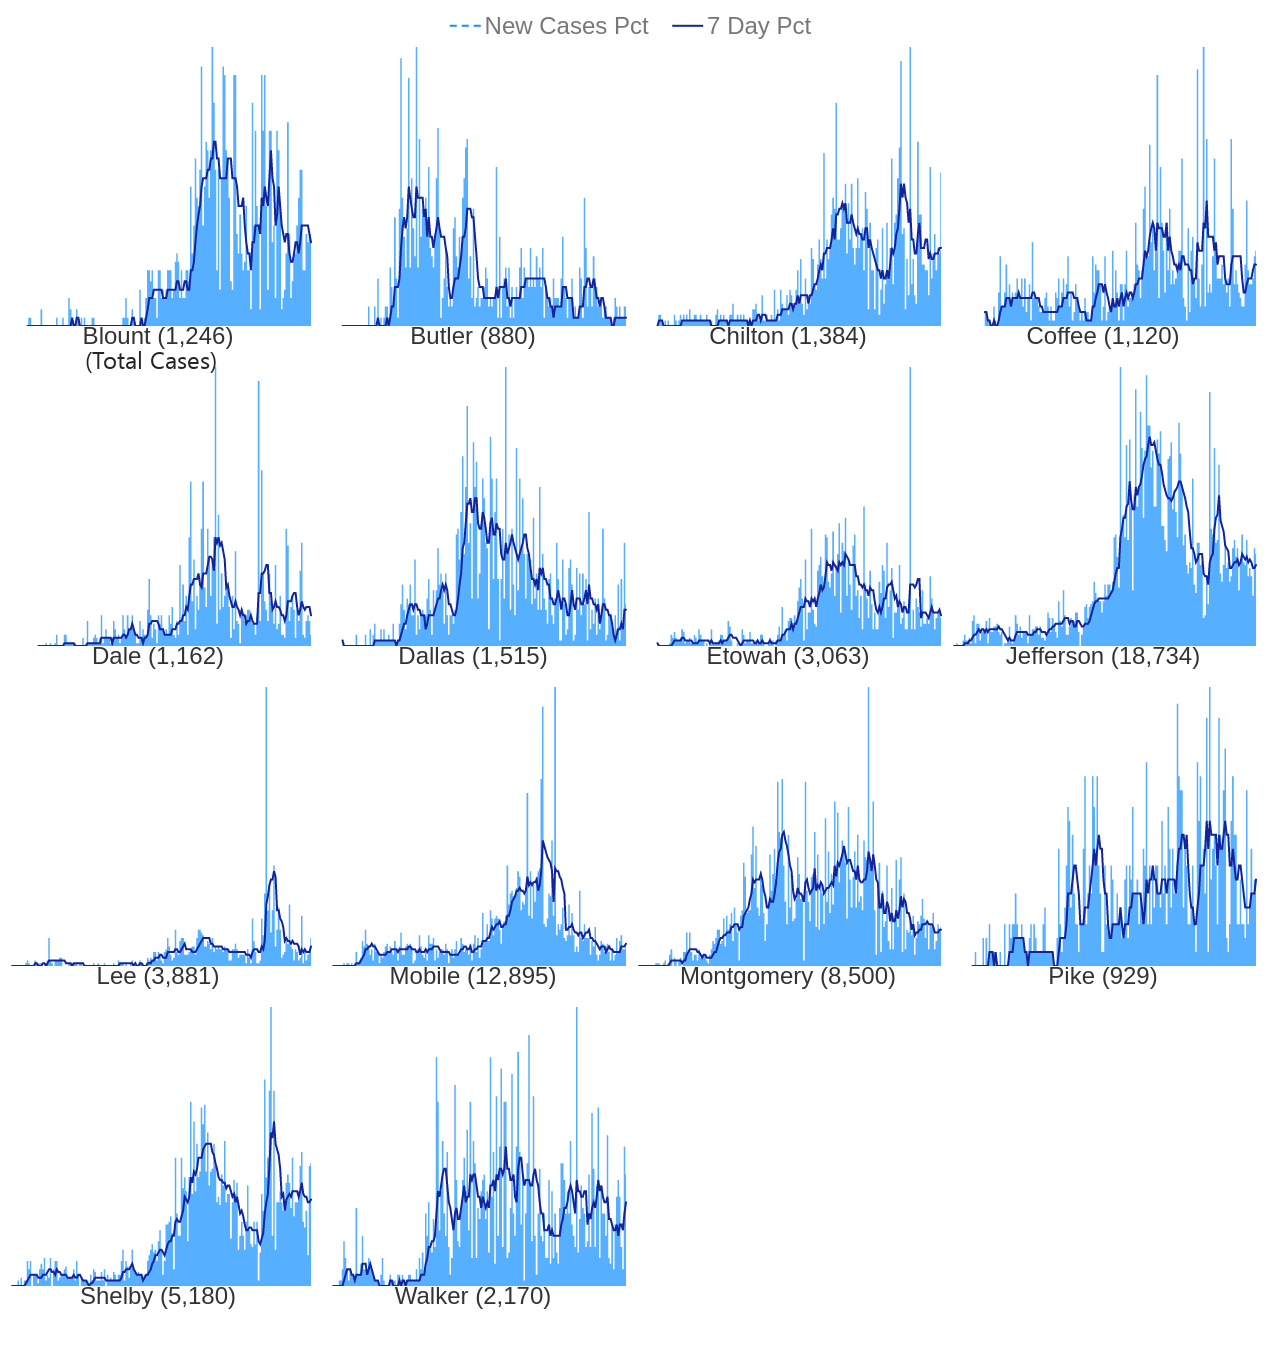 New Cases Pct 7 Day Pct
Blount (1,246) Butler (880) Chilton (1,384) Coffee (1,120)
(Total Cases)
Dale (1,162) Dallas (1,515) Etowah (3,063) Jefferson (18,734)
Lee (3,881) Mobile (12,895) Montgomery (8,500) Pike (929)
Shelby (5,180) Walker (2,170)